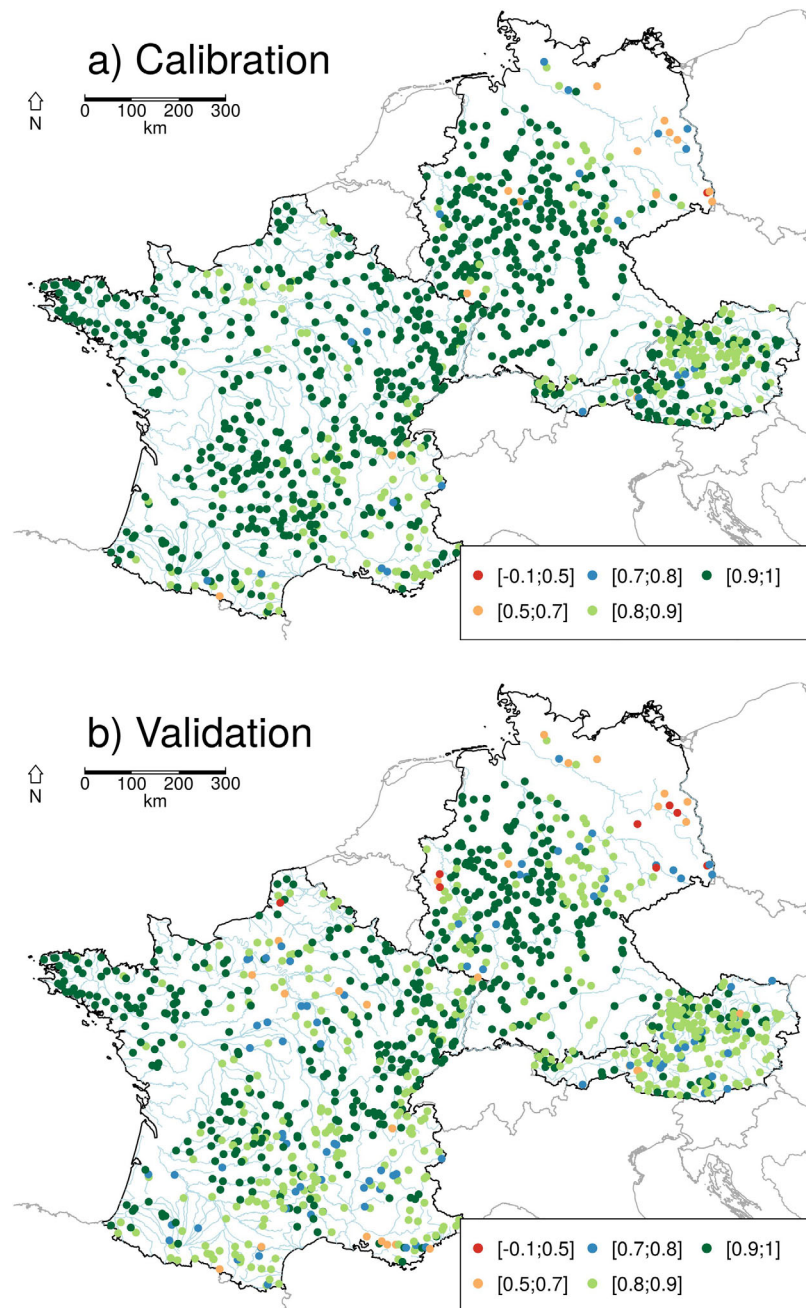 a) Calibration
0 100 200 300
km
N
[-0.1;0.5] [0.7;0.8] [0.9;1]
[0.5;0.7] [0.8;0.9]
b) Validation
0 100 200 300
km
N
[-0.1;0.5] [0.7;0.8] [0.9;1]
[0.5;0.7] [0.8;0.9]